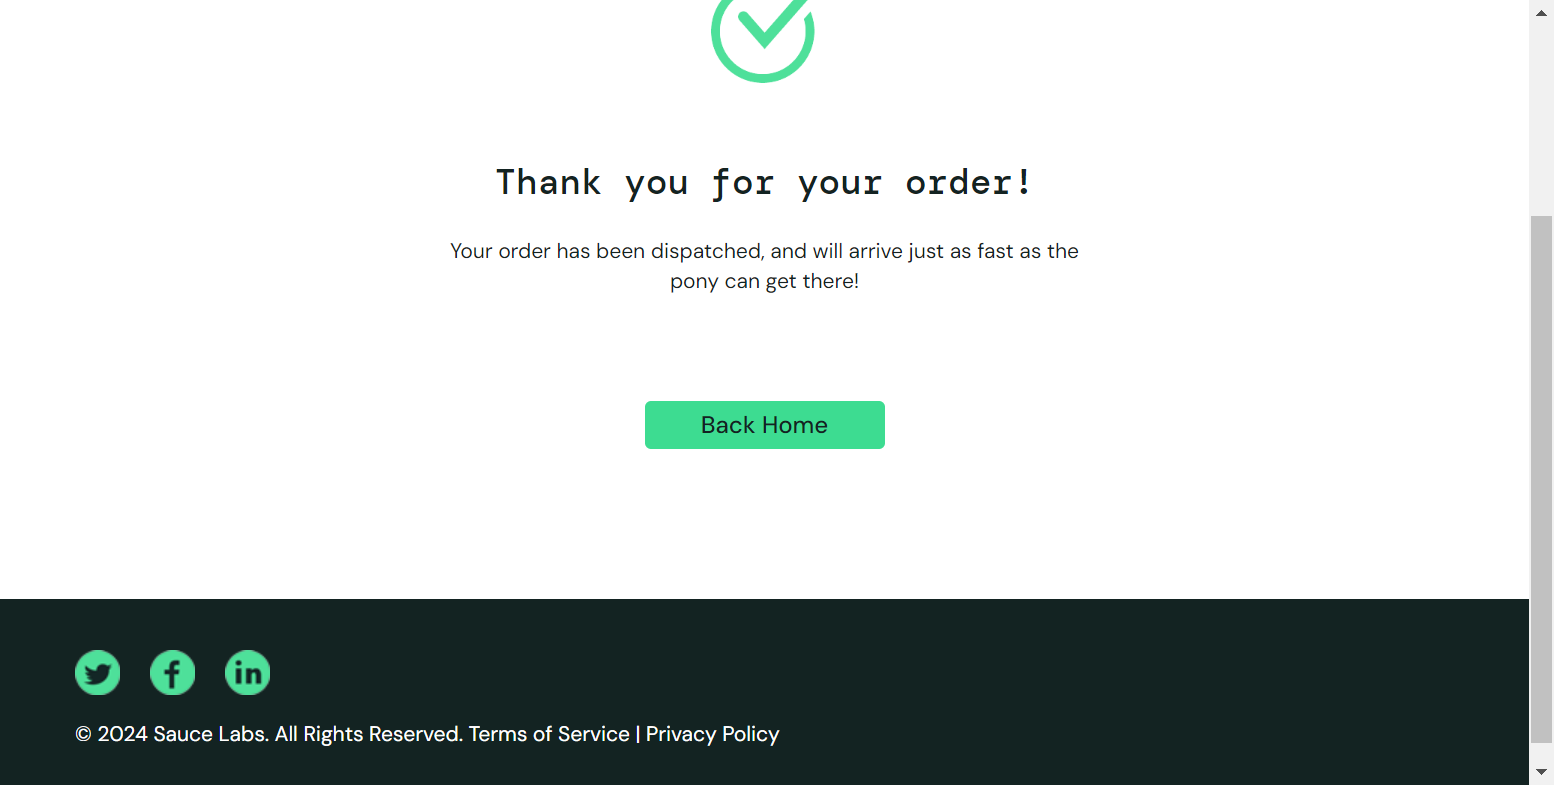 Thank you for your order!
Your order has been dispatched, and will arrive just as fast as the
pony can get there!
Back Home
in
© 2024 Sauce Labs. All Rights Reserved. Terms of Service | Privacy Policy